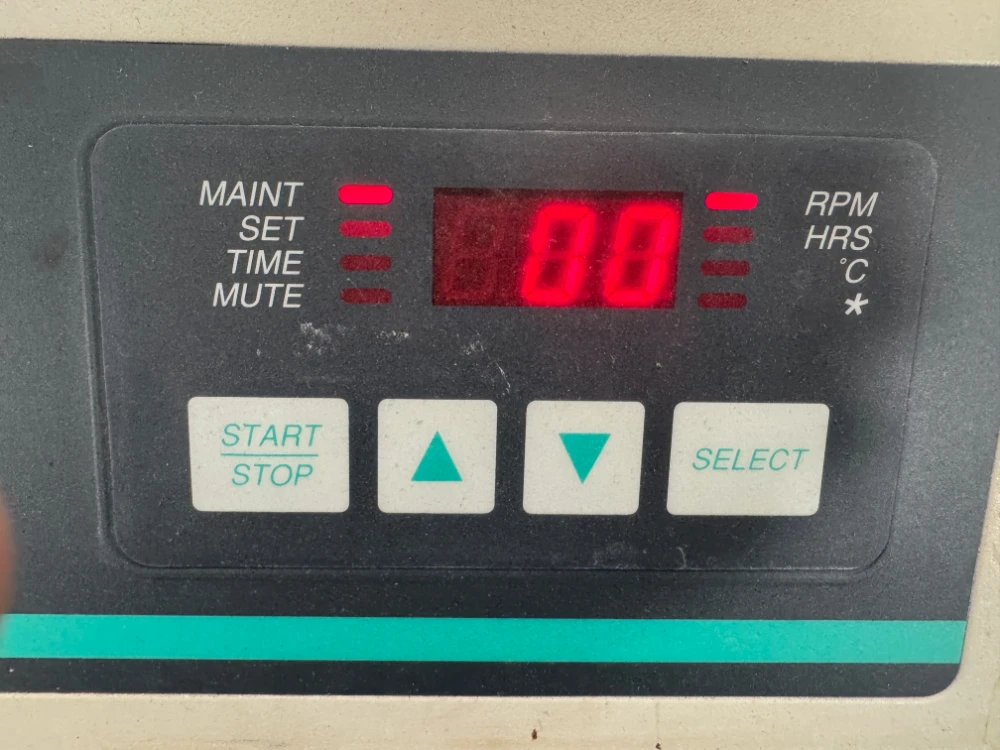 MAINT
SET
TIME
MUTE
00
RPM
HRS
°C
*
START
STOP
▲
▼
SELECT